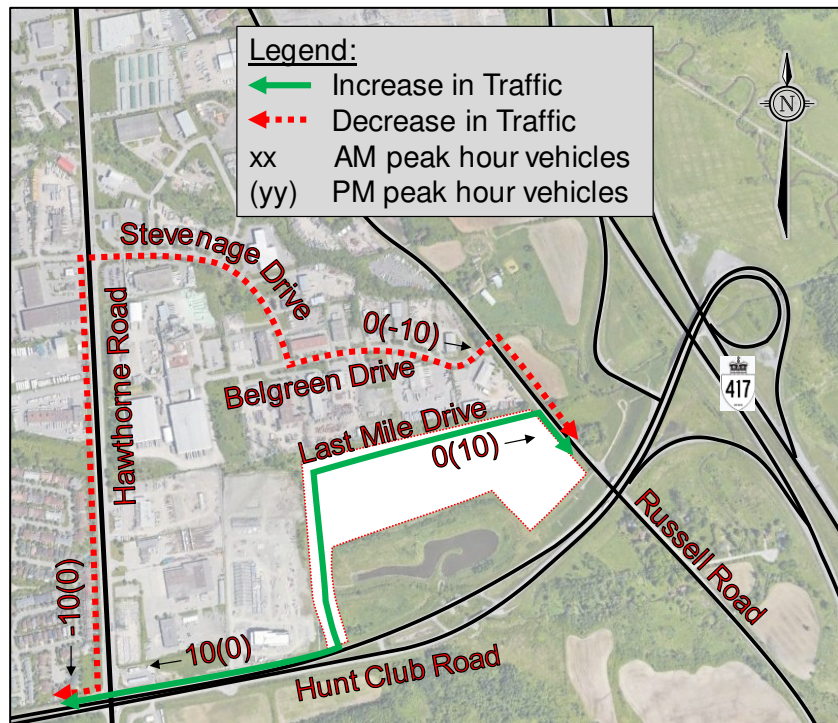 Legend:
Increase in Traffic
Decrease in Traffic
xx AM peak hour vehicles
(yy) PM peak hour vehicles
N
Stevenage Drive
Hawthorne Road
0(-10)
Belgreen Drive
417
Last Mile Drive
0(10)
Russell Road
-10(0)
10(0)
Hunt Club Road